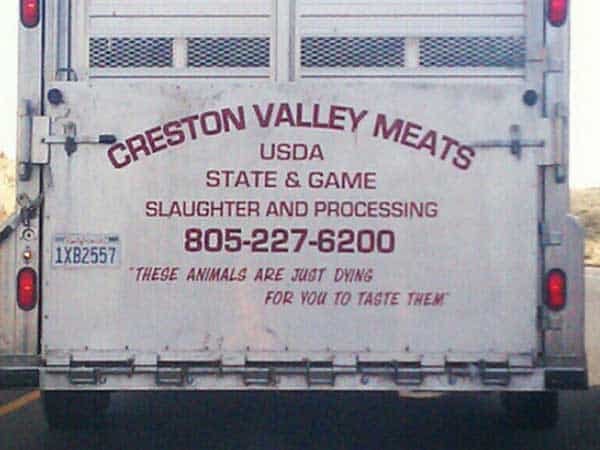 CRESTON VALLEY MEATS
USDA
STATE & GAME
SLAUGHTER AND PROCESSING
805-227-6200
California
1XB2557
"THESE ANIMALS ARE JUST DYING
FOR YOU TO TASTE THEM"